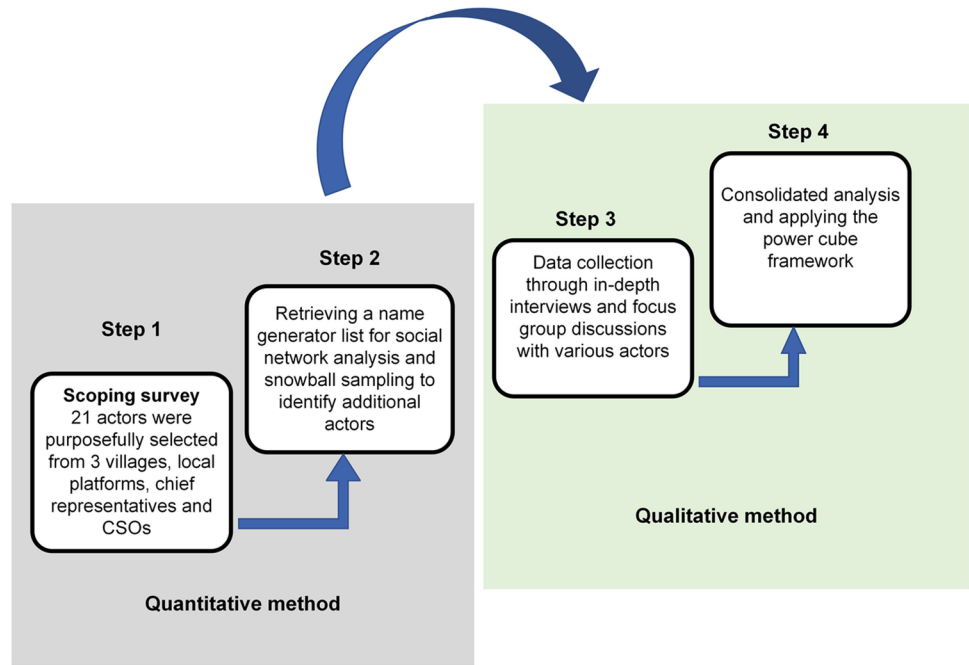 Step 1
Scoping survey
21 actors were
purposefully selected
from 3 villages, local
platforms, chief
representatives and
CSOs
Step 2
Retrieving a name
generator list for social
network analysis and
snowball sampling to
identify additional
actors
Quantitative method
Step 3
Data collection
through in-depth
interviews and focus
group discussions
with various actors
Step 4
Consolidated analysis
and applying the
power cube
framework
Qualitative method